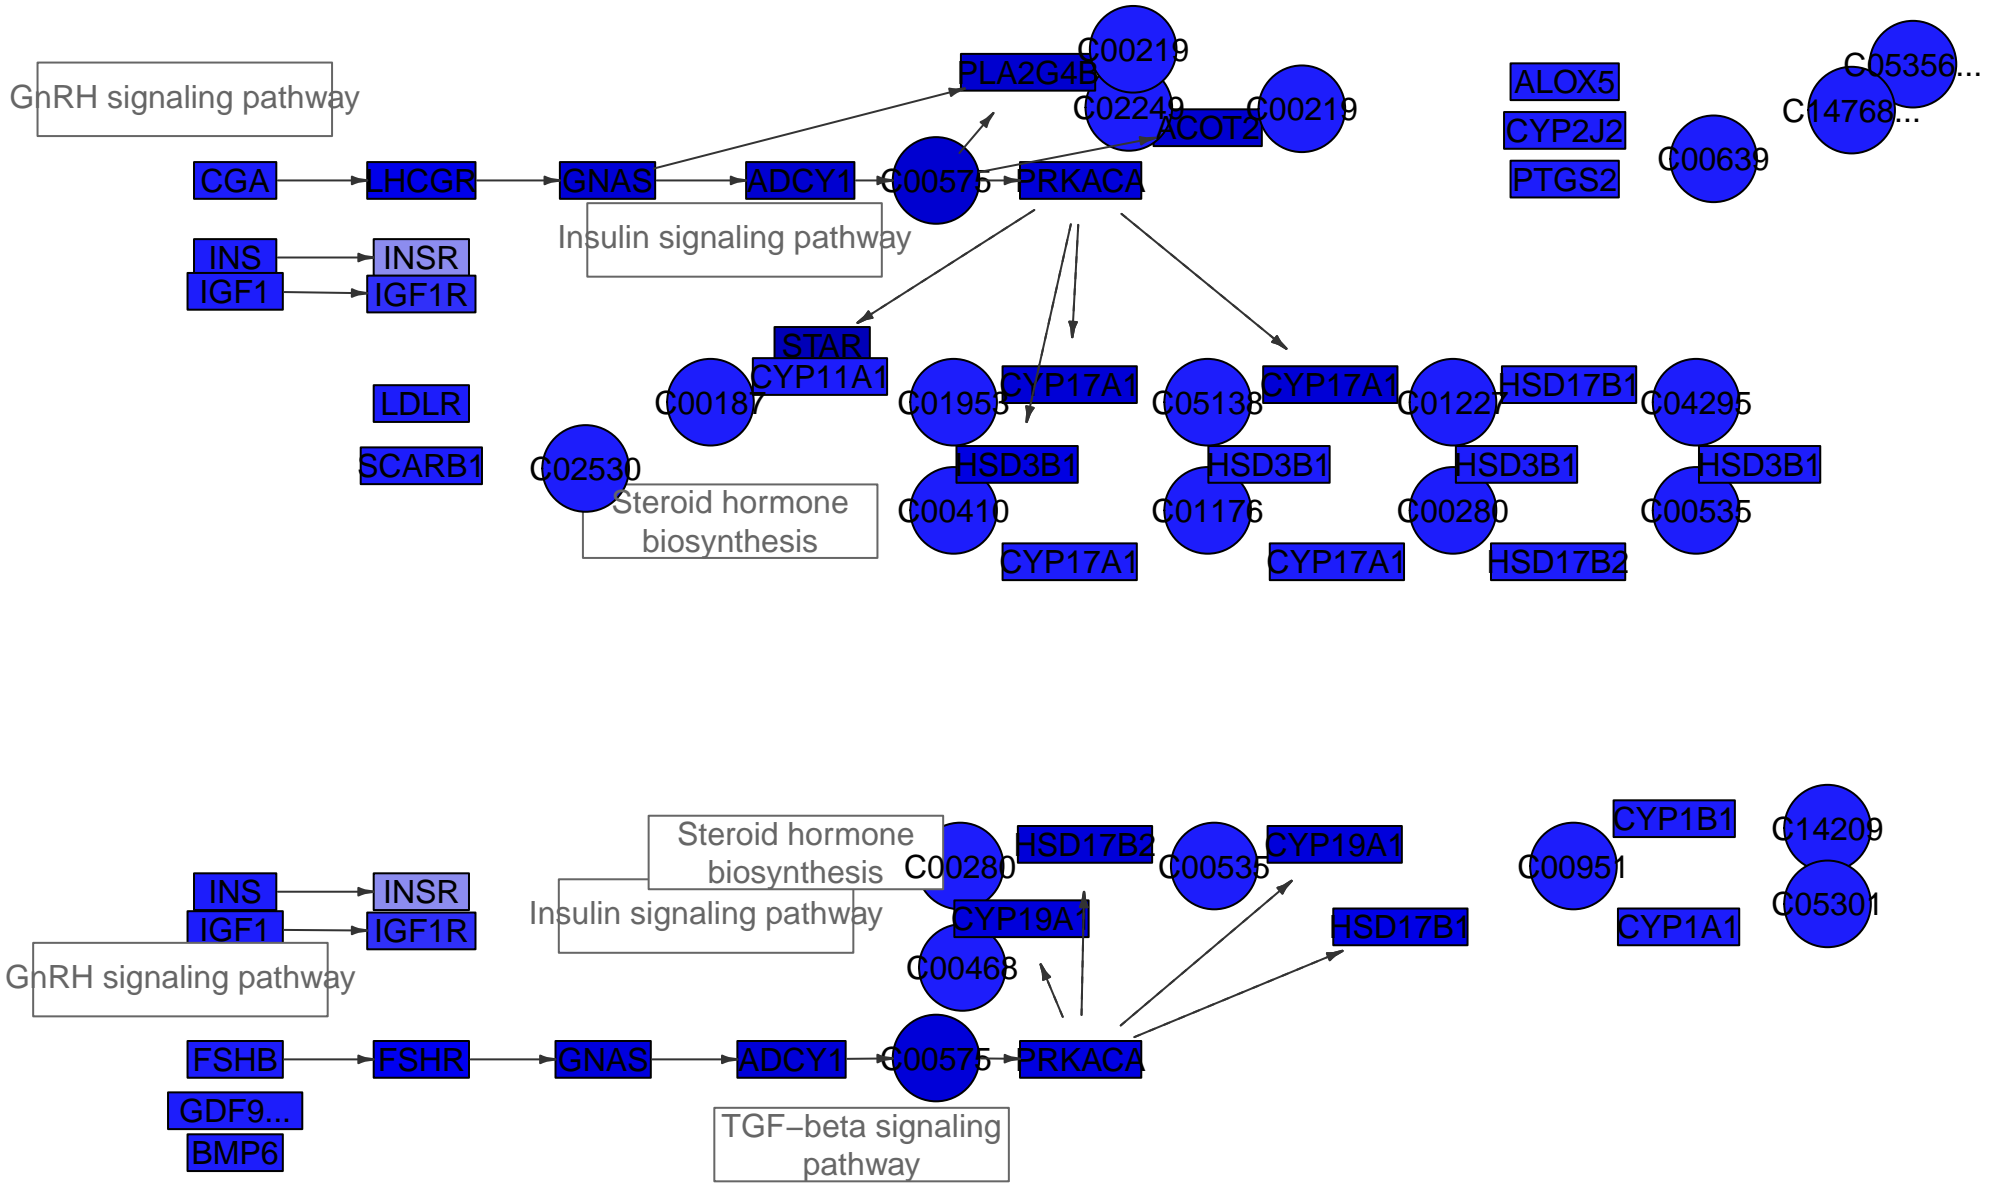 C00219
C05356...
PLA2G4B
ALOX5
GnRH signaling pathway
C02249
C00219
C14768...
ACOT2
CYP2J2
C00639
CGA
LHCGR
GNAS
ADCY1
C00575
PRKACA
PTGS2
Insulin signaling pathway
INS
INSR
IGF1
IGF1R
STAR
CYP11A1
CYP17A1
CYP17A1
HSD17B1
LDLR
C00187
C01953
C05138
C01227
C04295
SCARB1
C02530
HSD3B1
HSD3B1
HSD3B1
HSD3B1
Steroid hormone
biosynthesis
C00410
C01176
C00280
C00535
CYP17A1
CYP17A1
HSD17B2
Steroid hormone
biosynthesis
C00280
HSD17B2
C00535
CYP19A1
C00951
CYP1B1
C14209
INS
INSR
Insulin signaling pathway
CYP19A1
HSD17B1
CYP1A1
C05301
IGF1
IGF1R
GnRH signaling pathway
C00468
FSHB
FSHR
GNAS
ADCY1
C00575
PRKACA
GDF9...
BMP6
TGF−beta signaling
pathway